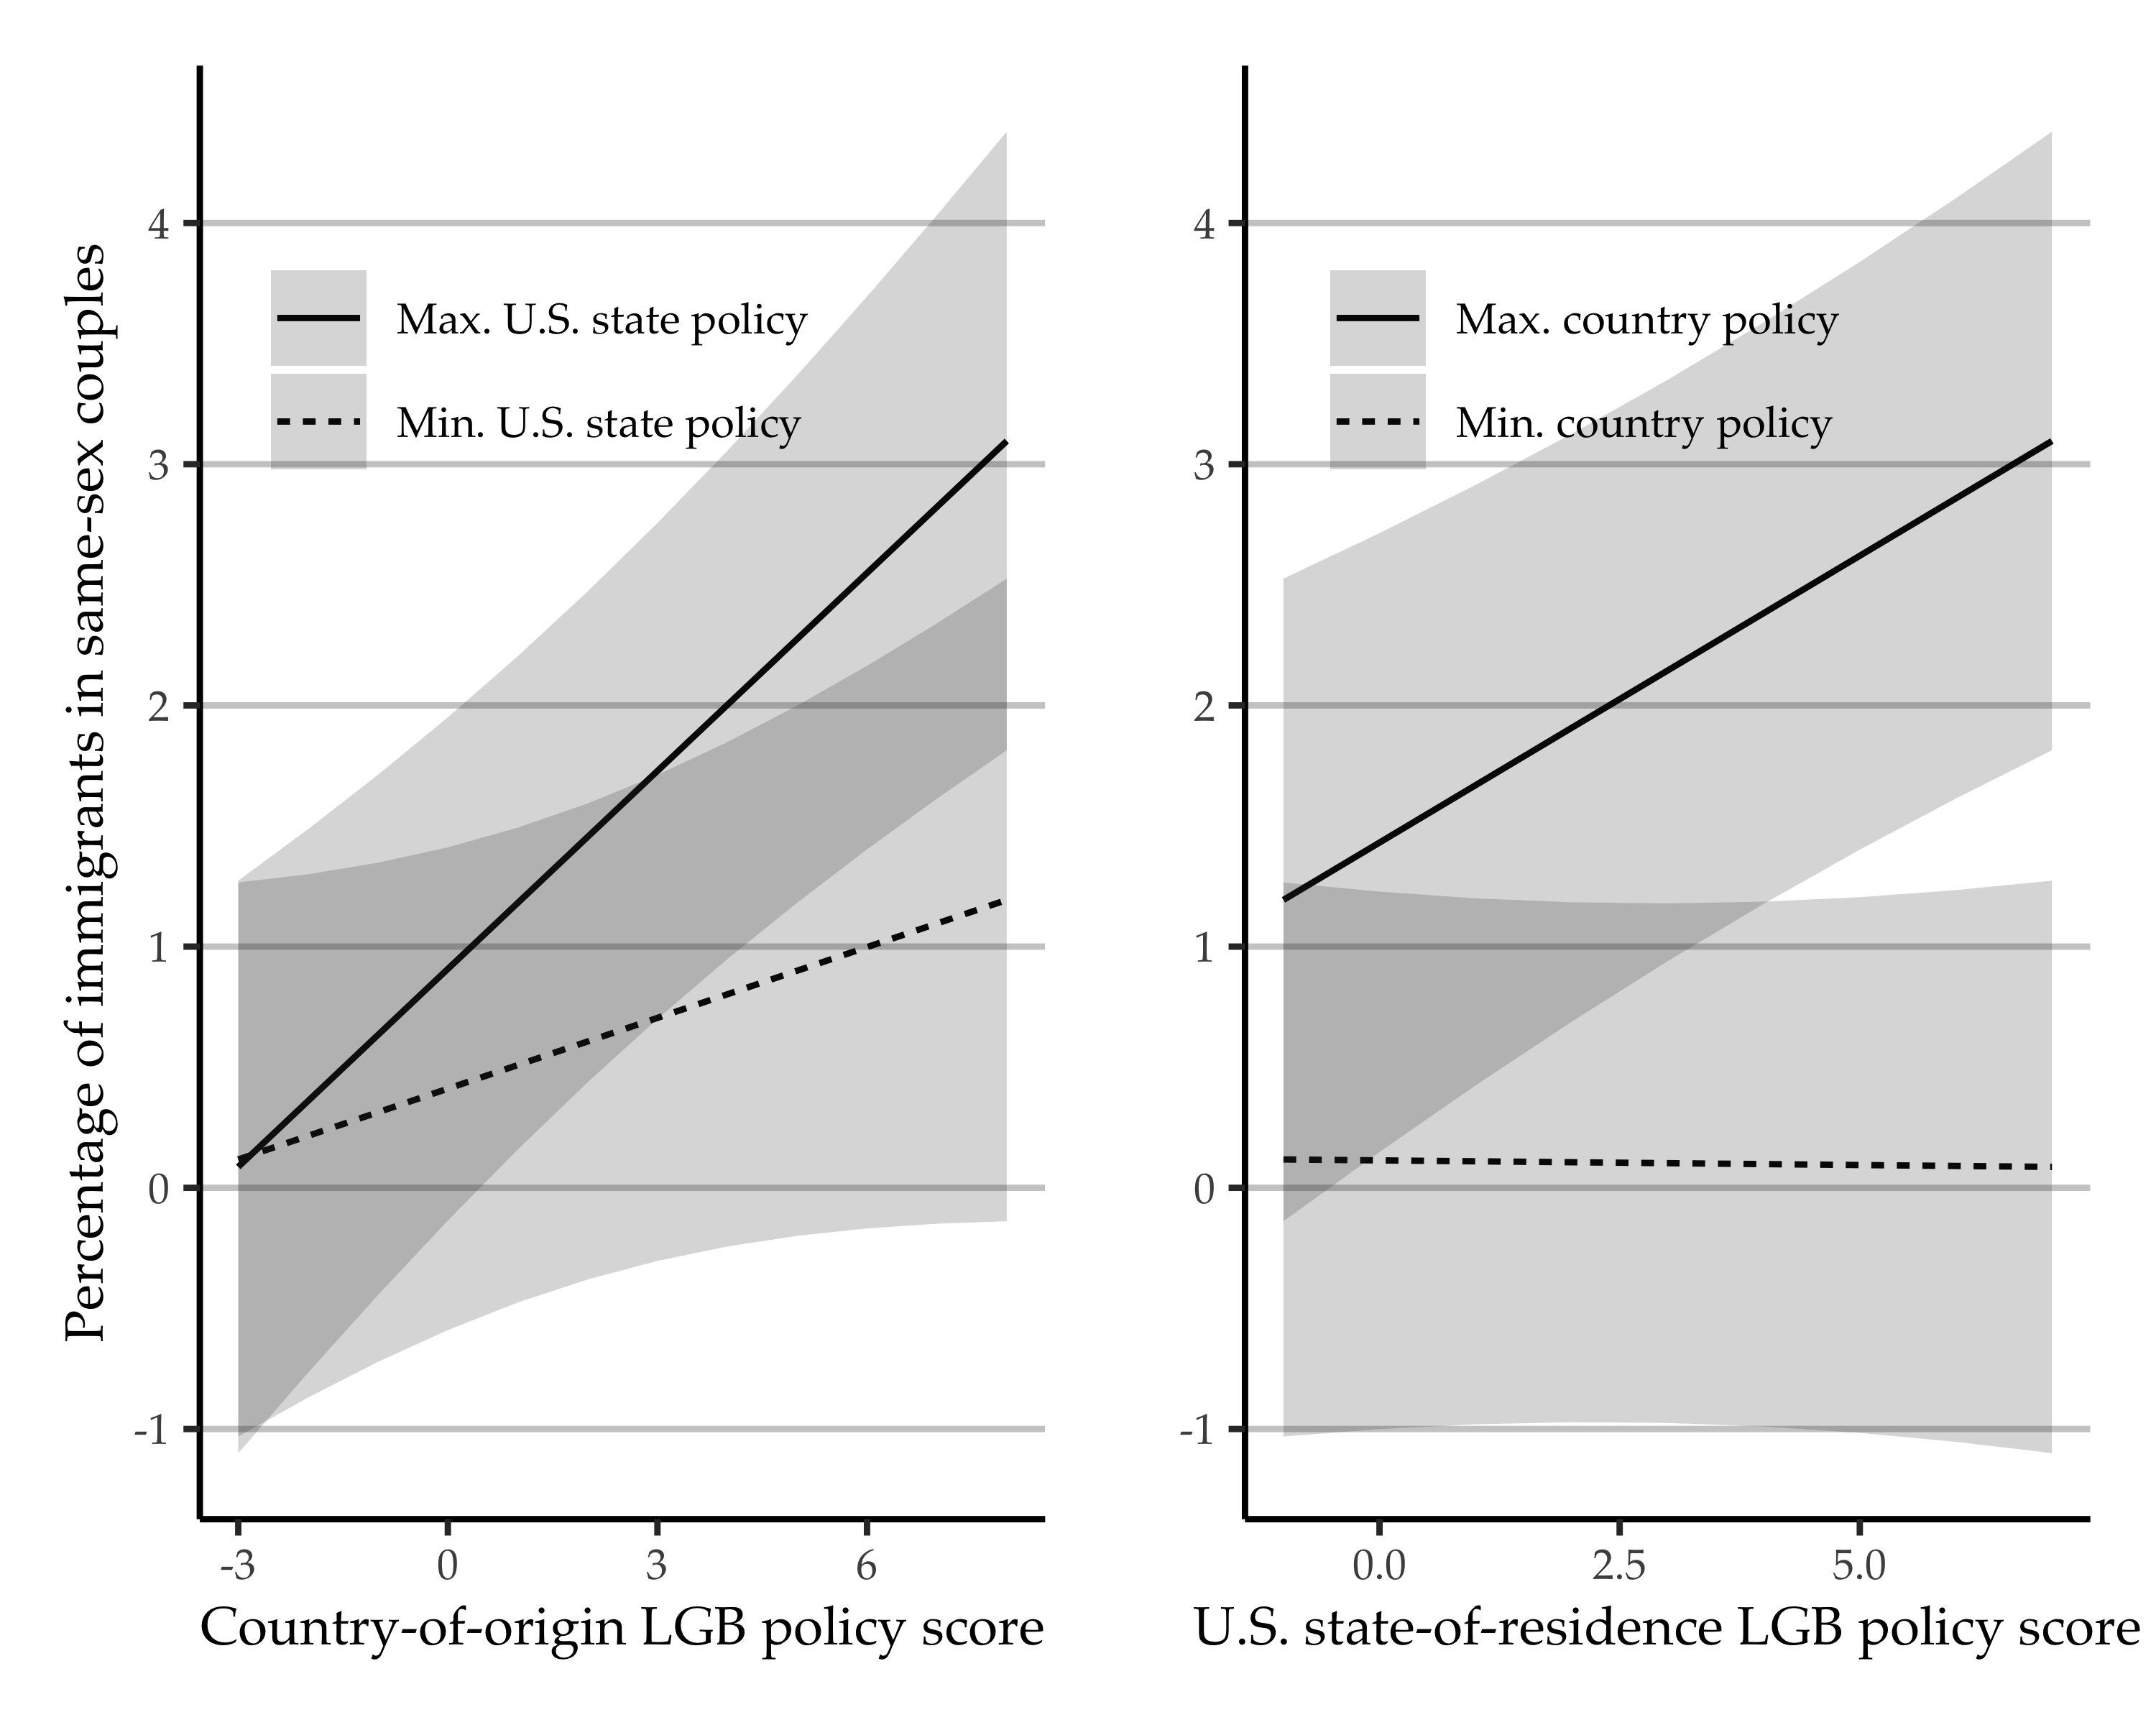 Percentage of immigrants in same-sex couples
4
3
2
1
0
-1
Max. U.S. state policy
Min. U.S. state policy
-3 0 3 6
Country-of-origin LGB policy score
4
3
2
1
0
-1
Max. country policy
Min. country policy
0.0 2.5 5.0
U.S. state-of-residence LGB policy score